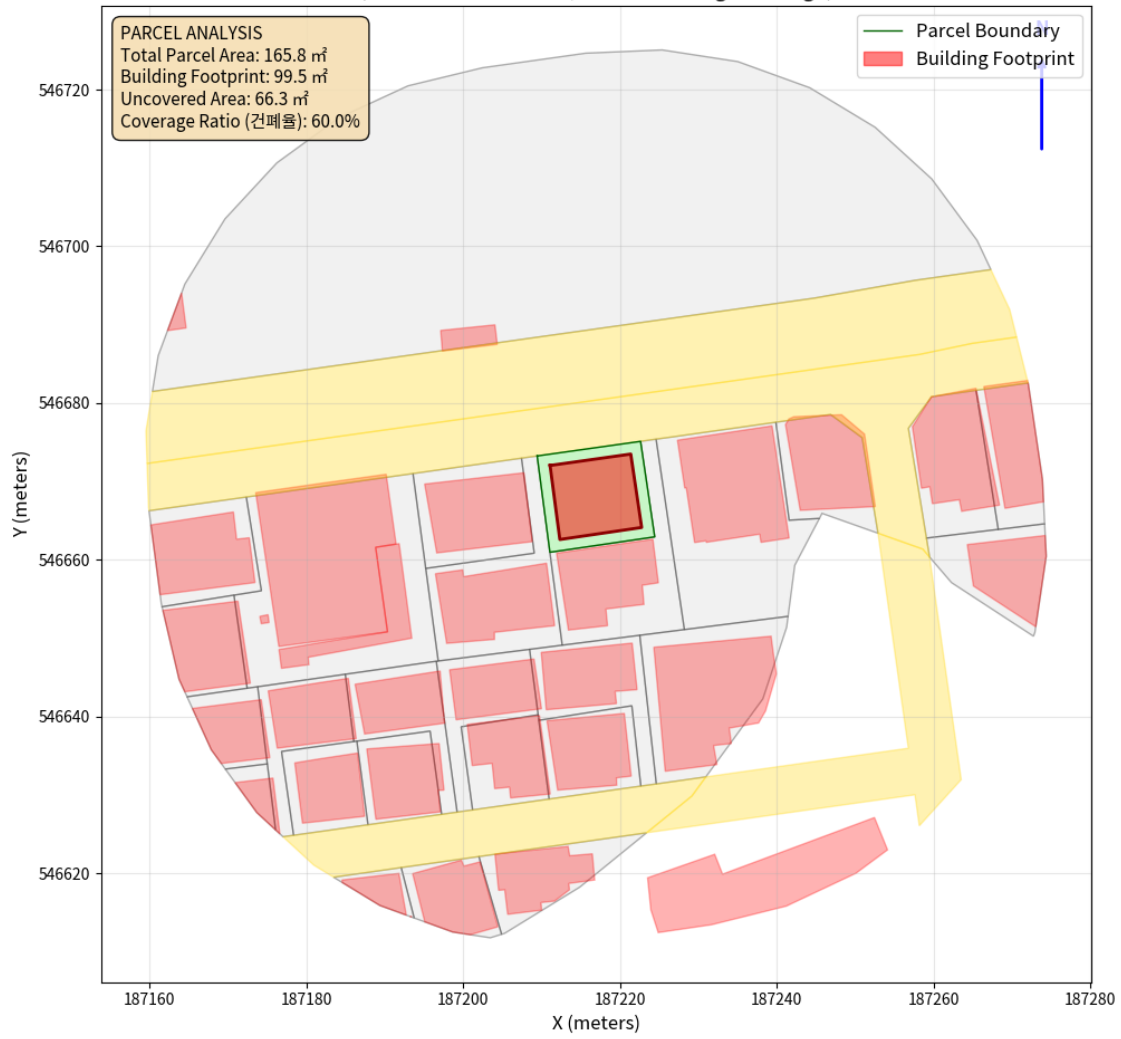 PARCEL ANALYSIS
Total Parcel Area: 165.8 ㎡
Building Footprint: 99.5 ㎡
Uncovered Area: 66.3 ㎡
Coverage Ratio (건폐율): 60.0%
Parcel Boundary
Building Footprint
N
546720
546700
546680
546660
546640
546620
Y (meters)
187160
187180
187200
187220
187240
187260
187280
X (meters)